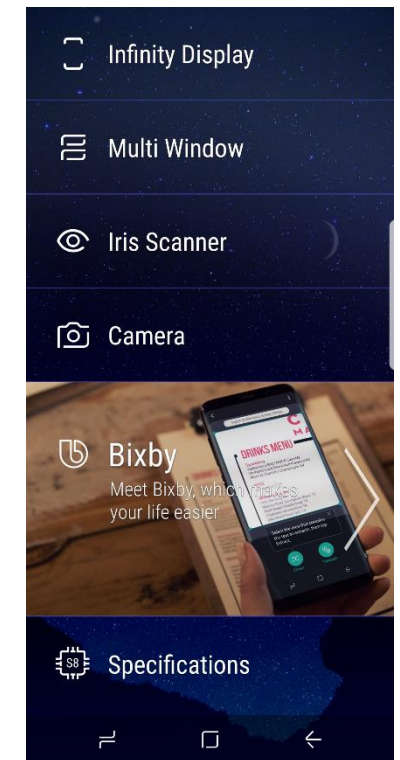 Infinity Display
Multi Window
Iris Scanner
Camera
Bixby
Meet Bixby, which makes
your life easier
DRINKS MENU
S8
Specifications